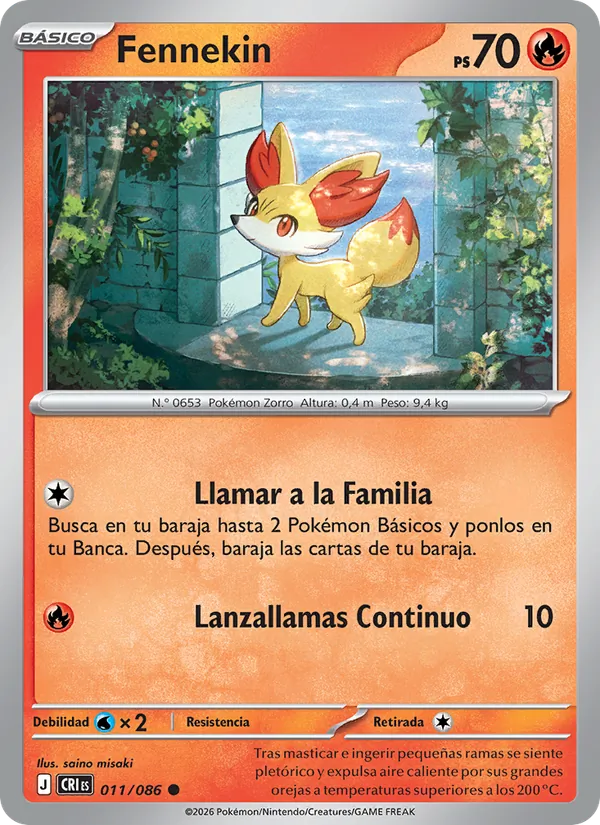 BÁSICO
Fennekin
PS 70
N.º 0653 Pokémon Zorro Altura: 0,4 m Peso: 9,4 kg
Llamar a la Familia
Busca en tu baraja hasta 2 Pokémon Básicos y ponlos en
tu Banca. Después, baraja las cartas de tu baraja.
Lanzallamas Continuo 10
Debilidad ×2 Resistencia Retirada
Ilus. saino misaki
Tras masticar e ingerir pequeñas ramas se siente
pletórico y expulsa aire caliente por sus grandes
orejas a temperaturas superiores a los 200 °C.
J CRI ES 011/086
©2026 Pokémon/Nintendo/Creatures/GAME FREAK